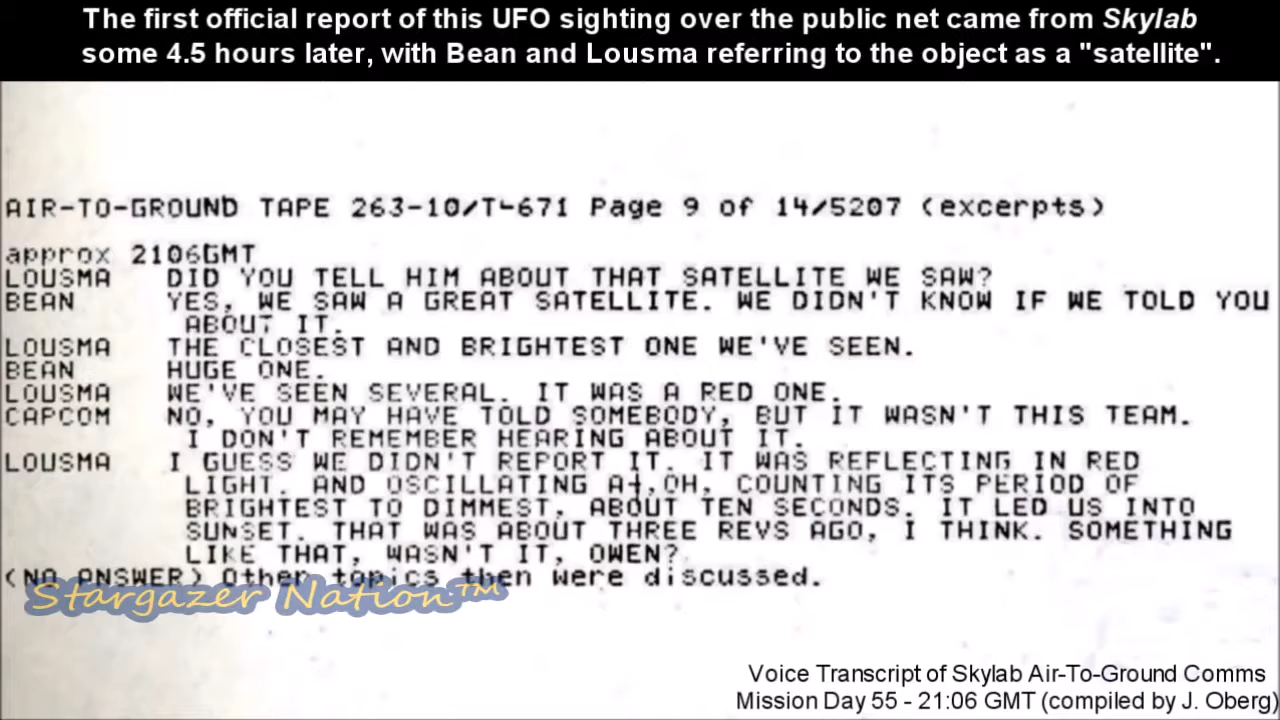 The first official report of this UFO sighting over the public net came from Skylab
some 4.5 hours later, with Bean and Lousma referring to the object as a "satellite".
AIR-TO-GROUND TAPE 263-10/T-671 Page 9 of 14/5207 (excerpts)
approx 2106GMT
LOUSMA DID YOU TELL HIM ABOUT THAT SATELLITE WE SAW?
BEAN YES, WE SAW A GREAT SATELLITE. WE DIDN'T KNOW IF WE TOLD YOU
ABOUT IT.
LOUSMA THE CLOSEST AND BRIGHTEST ONE WE'VE SEEN.
BEAN HUGE ONE.
LOUSMA WE'VE SEEN SEVERAL. IT WAS A RED ONE.
CAPCOM NO, YOU MAY HAVE TOLD SOMEBODY, BUT IT WASN'T THIS TEAM.
I DON'T REMEMBER HEARING ABOUT IT.
LOUSMA I GUESS WE DIDN'T REPORT IT. IT WAS REFLECTING IN RED
LIGHT. AND OSCILLATING AT,OH, COUNTING ITS PERIOD OF
BRIGHTEST TO DIMMEST, ABOUT TEN SECONDS. IT LED US INTO
SUNSET. THAT WAS ABOUT THREE REVS AGO, I THINK. SOMETHING
LIKE THAT, WASN'T IT, OWEN?
(NO ANSWER) Other topics then were discussed.
Stargazer Nation™
Voice Transcript of Skylab Air-To-Ground Comms
Mission Day 55 - 21:06 GMT (compiled by J. Oberg)